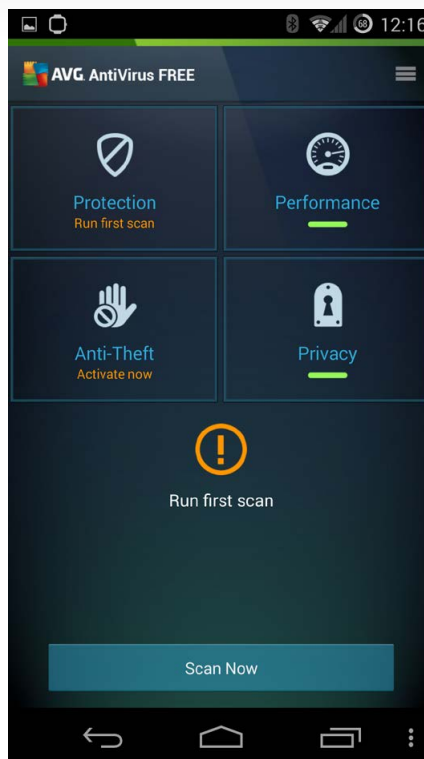 68 12:16
AVG. AntiVirus FREE
Protection
Run first scan
Performance
Anti-Theft
Activate now
Privacy
Run first scan
Scan Now